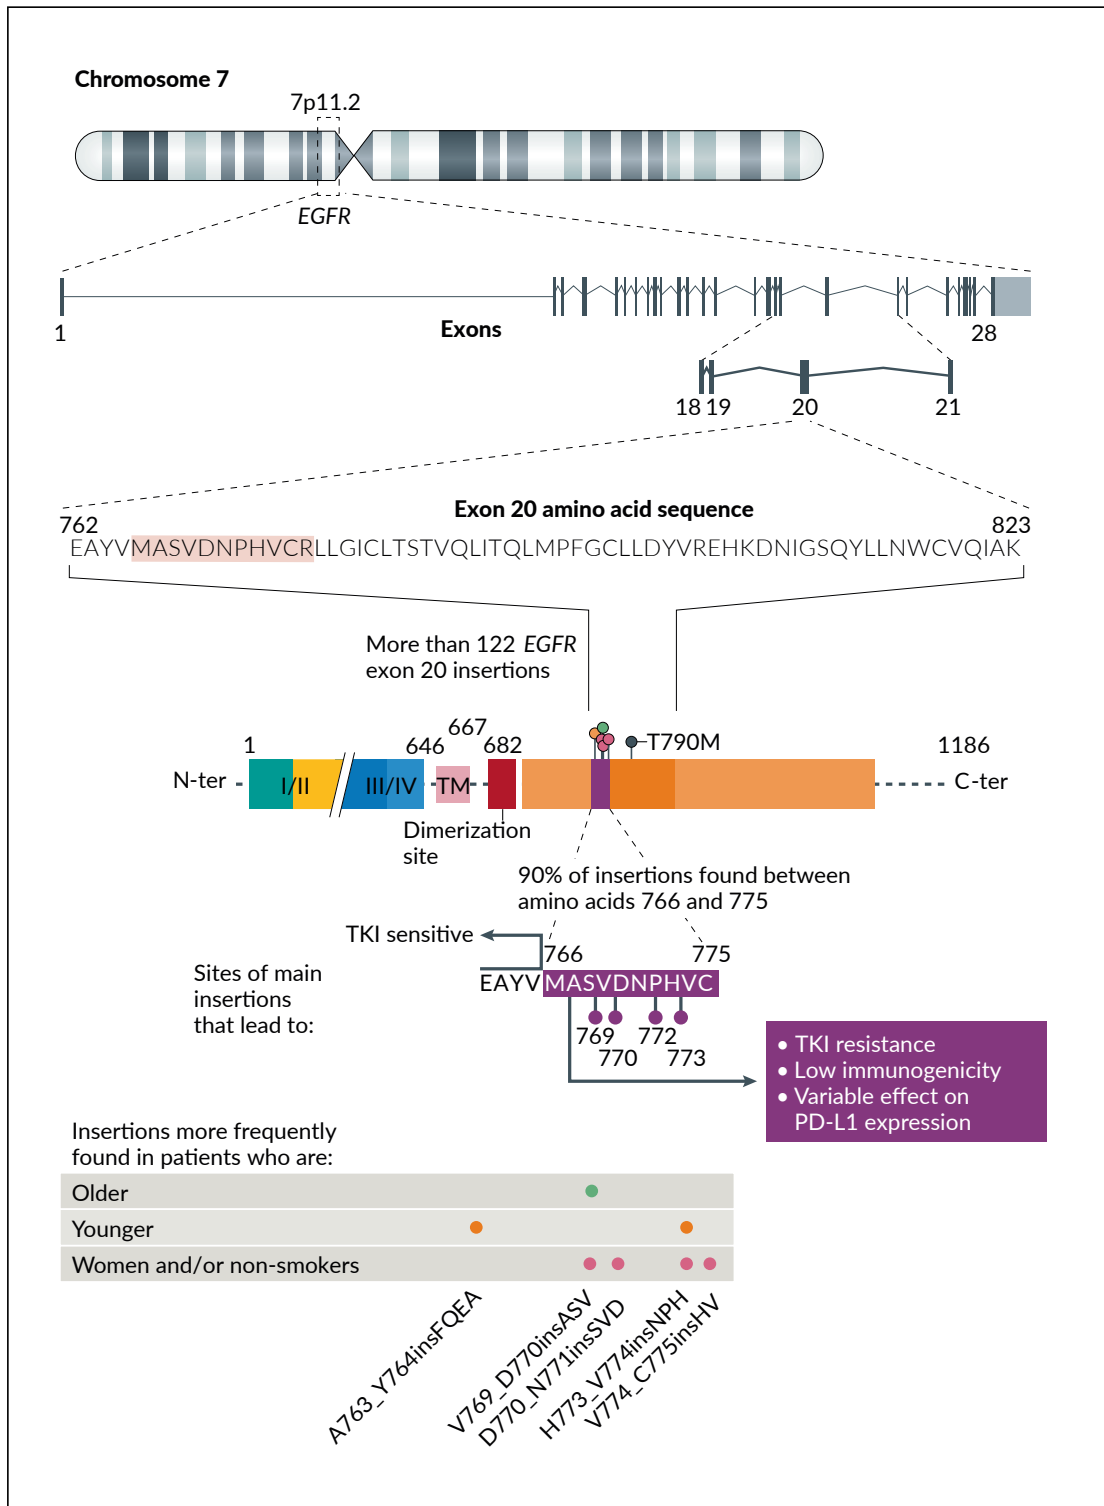 Chromosome 7
7p11.2
EGFR
1
Exons
28
18 19
20
21
Exon 20 amino acid sequence
762
823
EAYVMASVDNPHVCRLLGICLTSTVQLITQLMPFGCLLDYVREHKDNIGSQYLLNWCVQIAK
More than 122 EGFR
exon 20 insertions
667
1
646
682
T790M
1186
N-ter
I/II
III/IV
TM
C-ter
Dimerization
site
90% of insertions found between
amino acids 766 and 775
TKI sensitive
766
775
Sites of main
insertions
that lead to:
EAYV
MASVDNPHVC
769
770
772
773
• TKI resistance
• Low immunogenicity
• Variable effect on
PD-L1 expression
Insertions more frequently
found in patients who are:
Older
Younger
Women and/or non-smokers
A763_Y764insFQEA
V769_D770insASV
D770_N771insSVD
H773_V774insNPH
V774_C775insHV